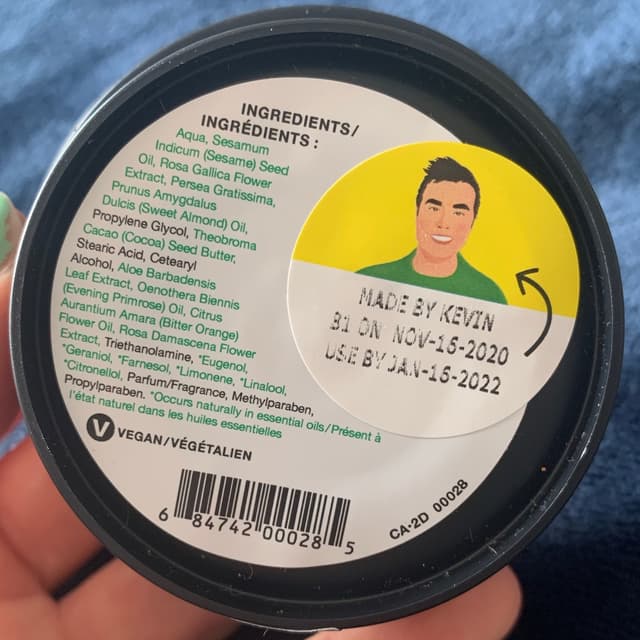 INGREDIENTS/
INGRÉDIENTS :
Aqua, Sesamum
Indicum (Sesame) Seed
Oil, Rosa Gallica Flower
Extract, Persea Gratissima,
Prunus Amygdalus
Dulcis (Sweet Almond) Oil,
Propylene Glycol, Theobroma
Cacao (Cocoa) Seed Butter,
Stearic Acid, Cetearyl
Alcohol, Aloe Barbadensis
Leaf Extract, Oenothera Biennis
(Evening Primrose) Oil, Citrus
Aurantium Amara (Bitter Orange)
Flower Oil, Rosa Damascena Flower
Extract, Triethanolamine, *Eugenol,
*Geraniol, *Farnesol, *Limonene, *Linalool,
*Citronellol, Parfum/Fragrance, Methylparaben,
Propylparaben. *Occurs naturally in essential oils/Présent à
l'état naturel dans les huiles essentielles
V VEGAN/VÉGÉTALIEN
6 84742 00028 5
CA-2D 00028
MADE BY KEVIN
B1 ON NOV-16-2020
USE BY JAN-16-2022